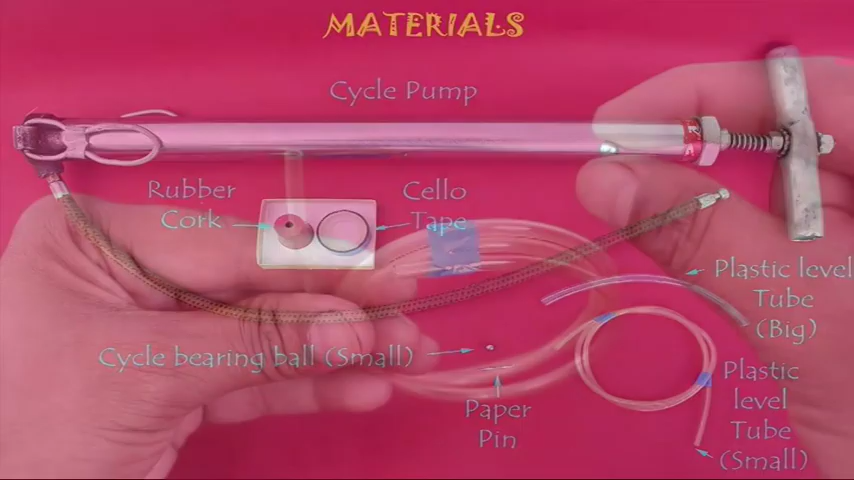 MATERIALS
Cycle Pump
Rubber
Cork
Cello
Tape
Plastic level
Tube
(Big)
Cycle bearing ball (Small)
Paper
Pin
Plastic
level
Tube
(Small)